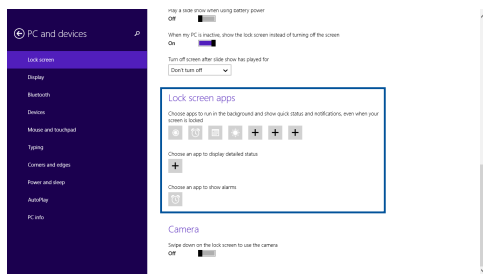 Play a slide show when using battery power
Off
PC and devices
When my PC is inactive, show the lock screen instead of turning off the screen
On
Lock screen
Turn off screen after slide show has played for
Don't turn off
Display
Bluetooth
Lock screen apps
Devices
Choose apps to run in the background and show quick status and notifications, even when your
screen is locked
Mouse and touchpad
Typing
Choose an app to display detailed status
Corners and edges
Power and sleep
Choose an app to show alarms
AutoPlay
PC info
Camera
Swipe down on the lock screen to use the camera
Off